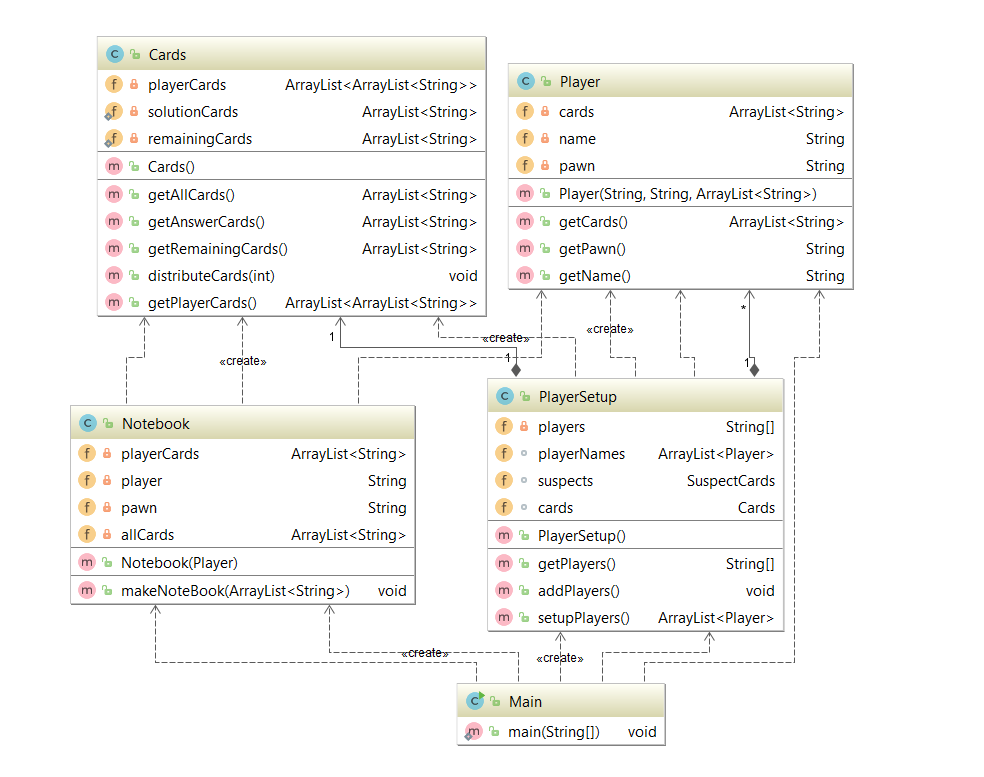 Cards
playerCards ArrayList<ArrayList<String>>
solutionCards ArrayList<String>
remainingCards ArrayList<String>
Cards()
getAllCards() ArrayList<String>
getAnswerCards() ArrayList<String>
getRemainingCards() ArrayList<String>
distributeCards(int) void
getPlayerCards() ArrayList<ArrayList<String>>
Player
cards ArrayList<String>
name String
pawn String
Player(String, String, ArrayList<String>)
getCards() ArrayList<String>
getPawn() String
getName() String
*
«create»
1
«create»
1
«create»
1
Notebook
playerCards ArrayList<String>
player String
pawn String
allCards ArrayList<String>
Notebook(Player)
makeNoteBook(ArrayList<String>) void
PlayerSetup
players String[]
playerNames ArrayList<Player>
suspects SuspectCards
cards Cards
PlayerSetup()
getPlayers() String[]
addPlayers() void
setupPlayers() ArrayList<Player>
«create»
«create»
Main
main(String[]) void